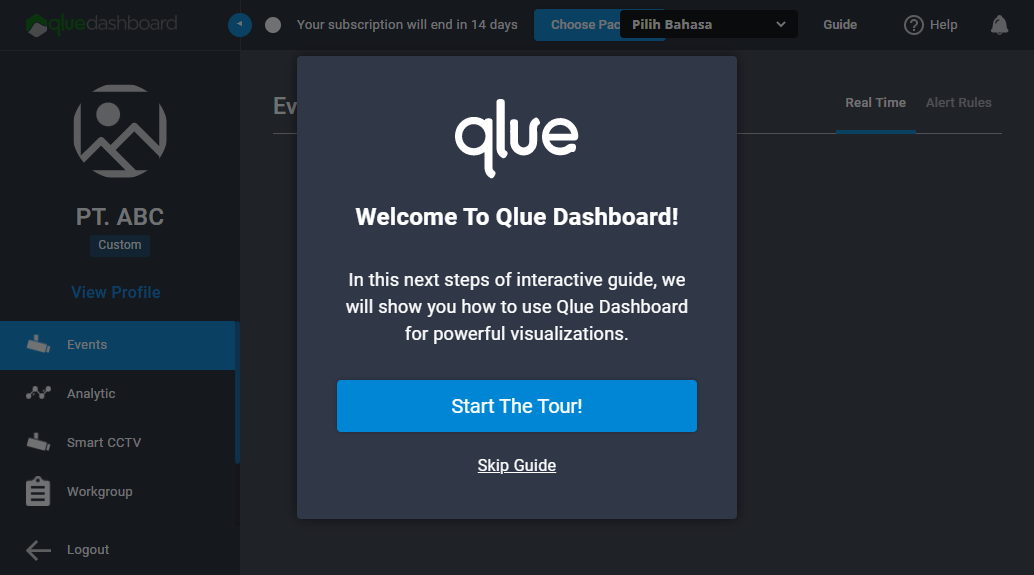 qluedashboard
Your subscription will end in 14 days
Choose Pac
Pilih Bahasa
Guide
Help
PT. ABC
Custom
View Profile
Events
Analytic
Smart CCTV
Workgroup
Logout
Ev
Real Time
Alert Rules
qlue
Welcome To Qlue Dashboard!
In this next steps of interactive guide, we
will show you how to use Qlue Dashboard
for powerful visualizations.
Start The Tour!
Skip Guide